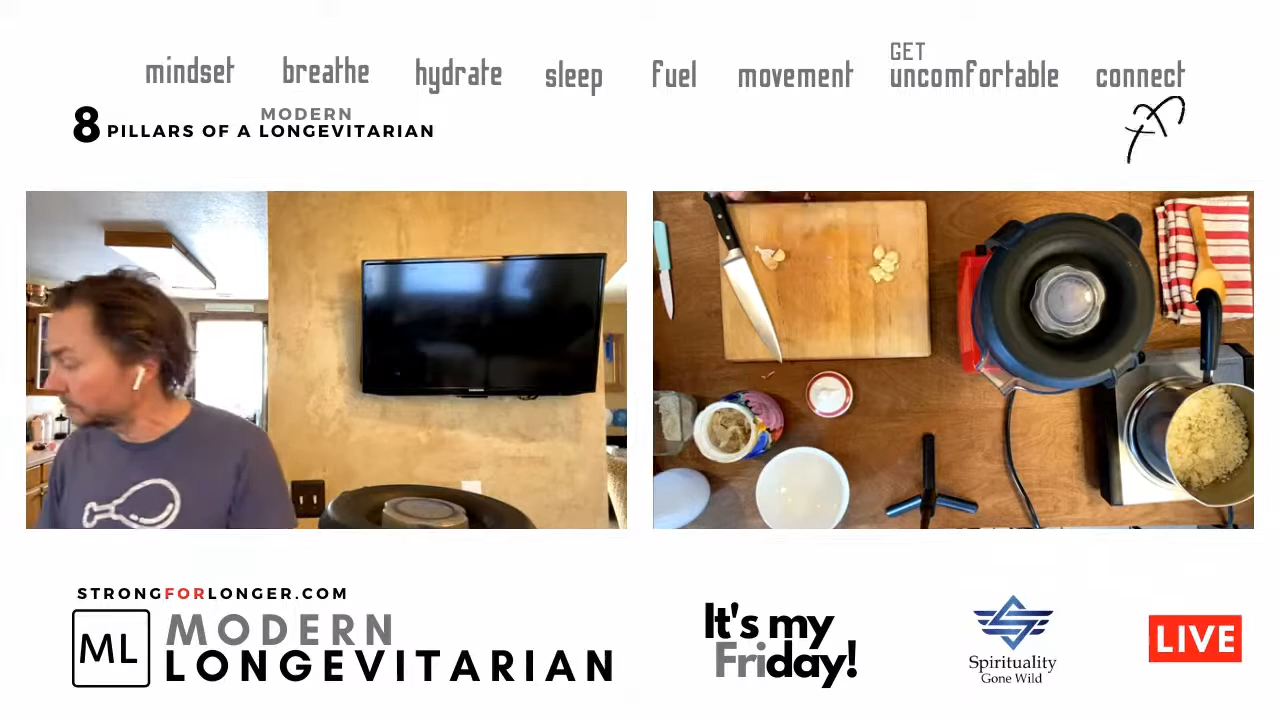 mindset breathe hydrate sleep fuel movement GET uncomfortable connect
MODERN
8 PILLARS OF A LONGEVITARIAN
STRONGFORLONGER.COM
ML MODERN
LONGEVITARIAN
It's my
Friday!
Spirituality
Gone Wild
LIVE